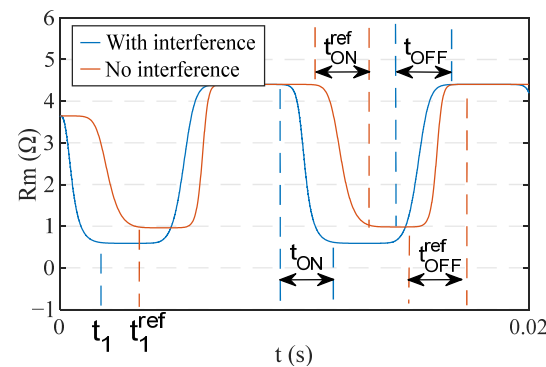 6
With interference
No interference
t_ON^ref
t_OFF
5
4
3
2
1
0
−1
Rm (Ω)
t_ON
t_OFF^ref
0
t_1
t_1^ref
0.02
t (s)